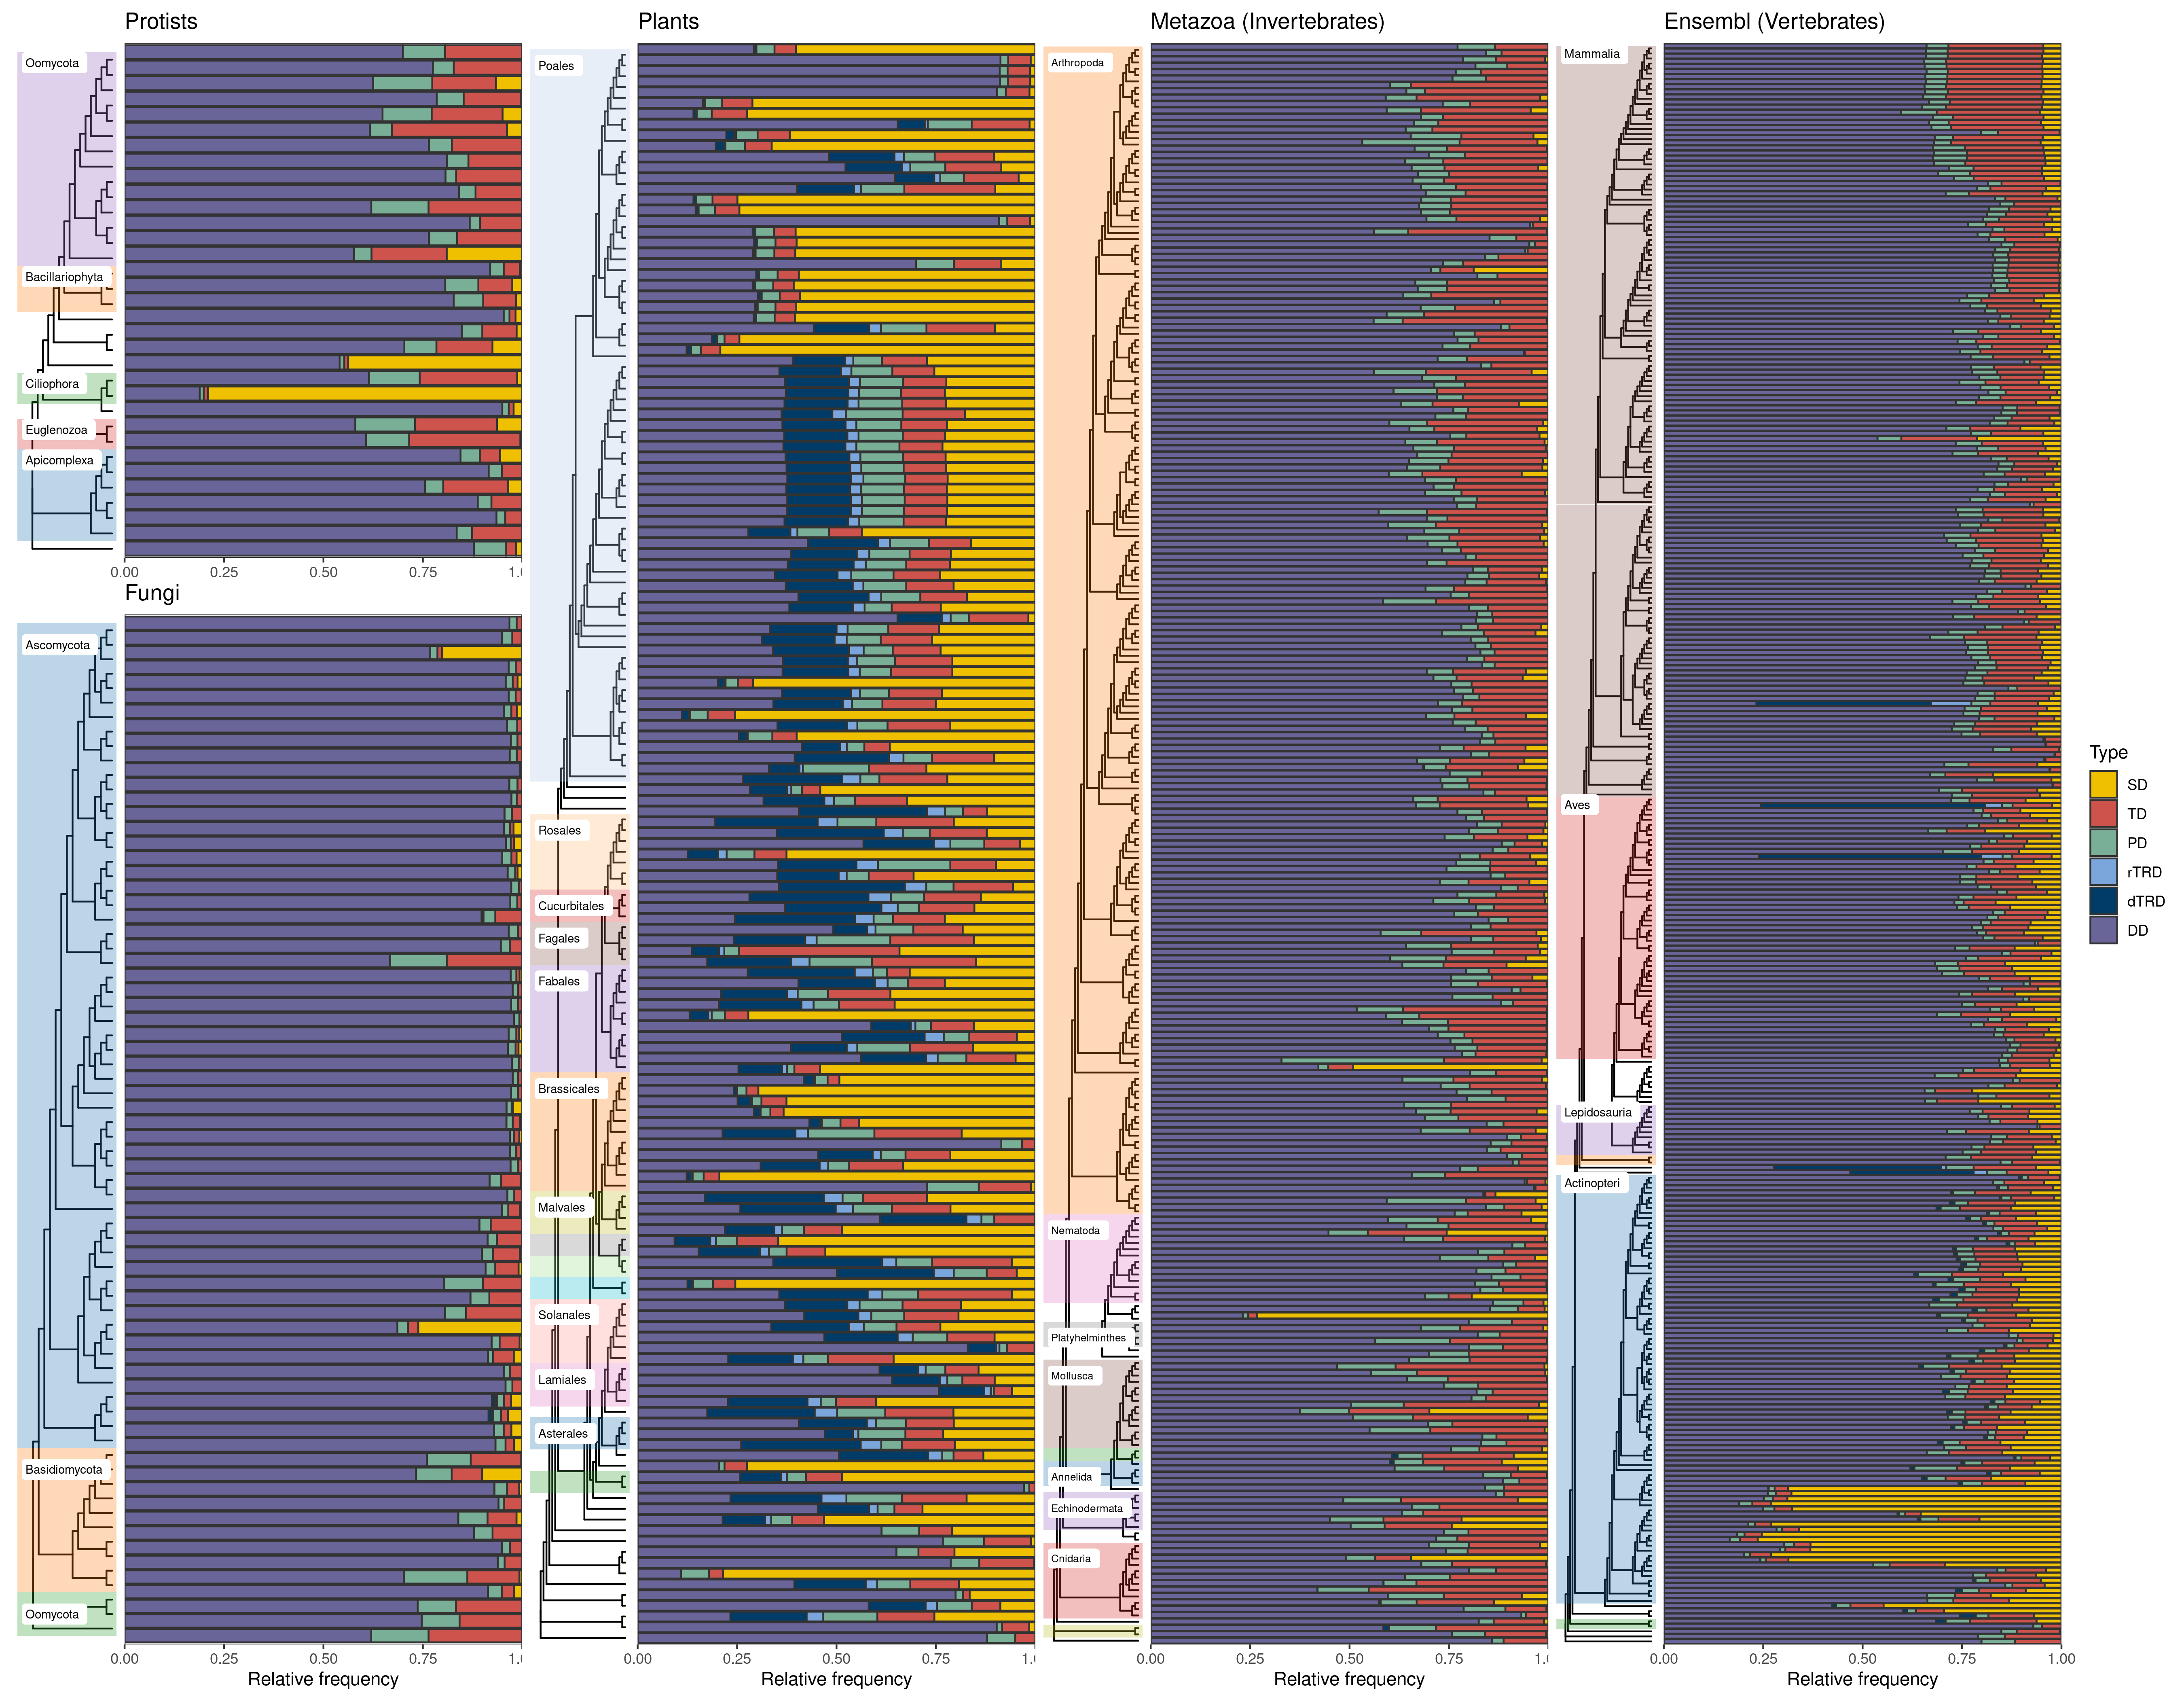 Protists
Oomycota
Bacillariophyta
Ciliophora
Euglenozoa
Apicomplexa
0.00 0.25 0.50 0.75 1.(
Fungi
Ascomycota
Basidiomycota
Oomycota
0.00 0.25 0.50 0.75 1.(
Relative frequency
Plants
Poales
Rosales
Cucurbitales
Fagales
Fabales
Brassicales
Malvales
Solanales
Lamiales
Asterales
0.00 0.25 0.50 0.75 1.(
Relative frequency
Metazoa (Invertebrates)
Arthropoda
Nematoda
Platyhelminthes
Mollusca
Annelida
Echinodermata
Cnidaria
0.00 0.25 0.50 0.75 1.(
Relative frequency
Ensembl (Vertebrates)
Mammalia
Aves
Lepidosauria
Actinopteri
0.00 0.25 0.50 0.75 1.00
Relative frequency
Type
SD
TD
PD
rTRD
dTRD
DD